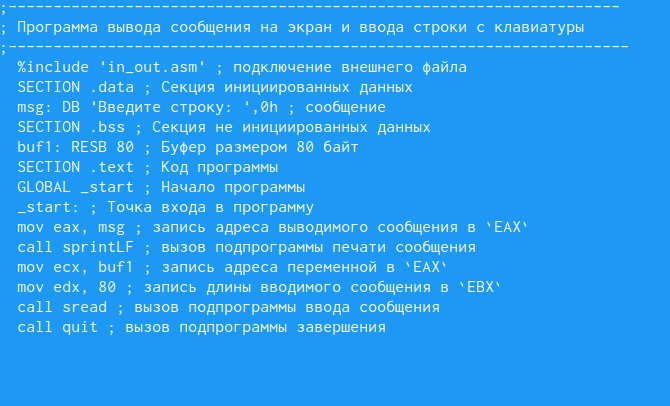 ;--------------------------------------------------------------------
; Программа вывода сообщения на экран и ввода строки с клавиатуры
;---------------------------------------------------------------------
%include 'in_out.asm' ; подключение внешнего файла
SECTION .data ; Секция инициированных данных
msg: DB 'Введите строку: ',0h ; сообщение
SECTION .bss ; Секция не инициированных данных
buf1: RESB 80 ; Буфер размером 80 байт
SECTION .text ; Код программы
GLOBAL _start ; Начало программы
_start: ; Точка входа в программу
mov eax, msg ; запись адреса выводимого сообщения в `EAX`
call sprintLF ; вызов подпрограммы печати сообщения
mov ecx, buf1 ; запись адреса переменной в `EAX`
mov edx, 80 ; запись длины вводимого сообщения в `EBX`
call sread ; вызов подпрограммы ввода сообщения
call quit ; вызов подпрограммы завершения